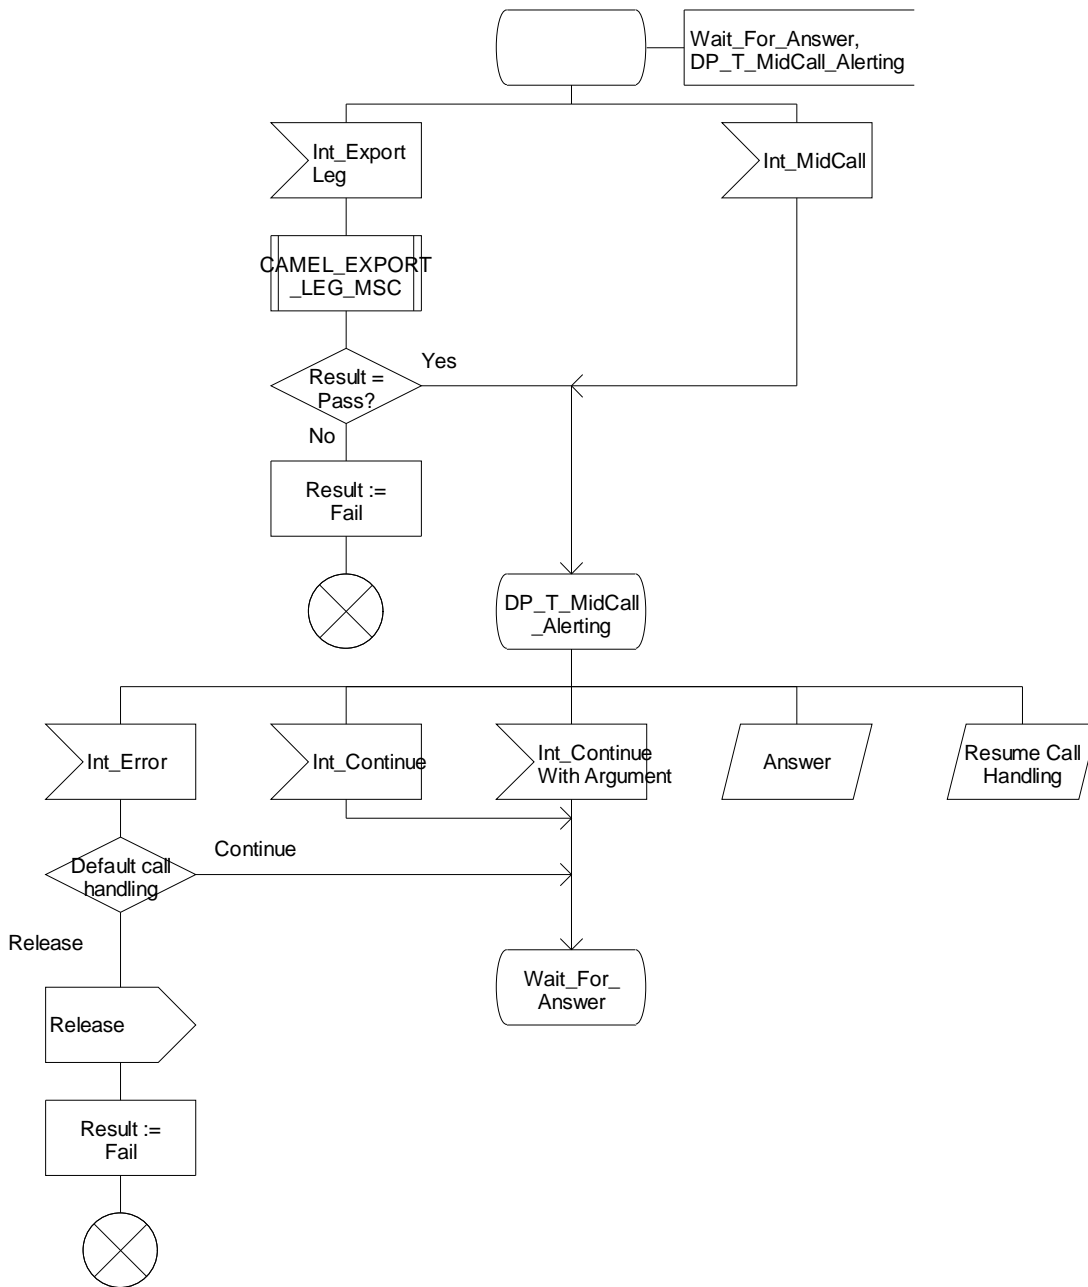 Wait_For_Answer,
DP_T_MidCall_Alerting
Int_Export
Leg
Int_MidCall
CAMEL_EXPORT
_LEG_MSC
Yes
Result =
Pass?
No
Result :=
Fail
DP_T_MidCall
_Alerting
Int_Error
Int_Continue
Int_Continue
With Argument
Answer
Resume Call
Handling
Continue
Default call
handling
Release
Wait_For_
Answer
Release
Result :=
Fail